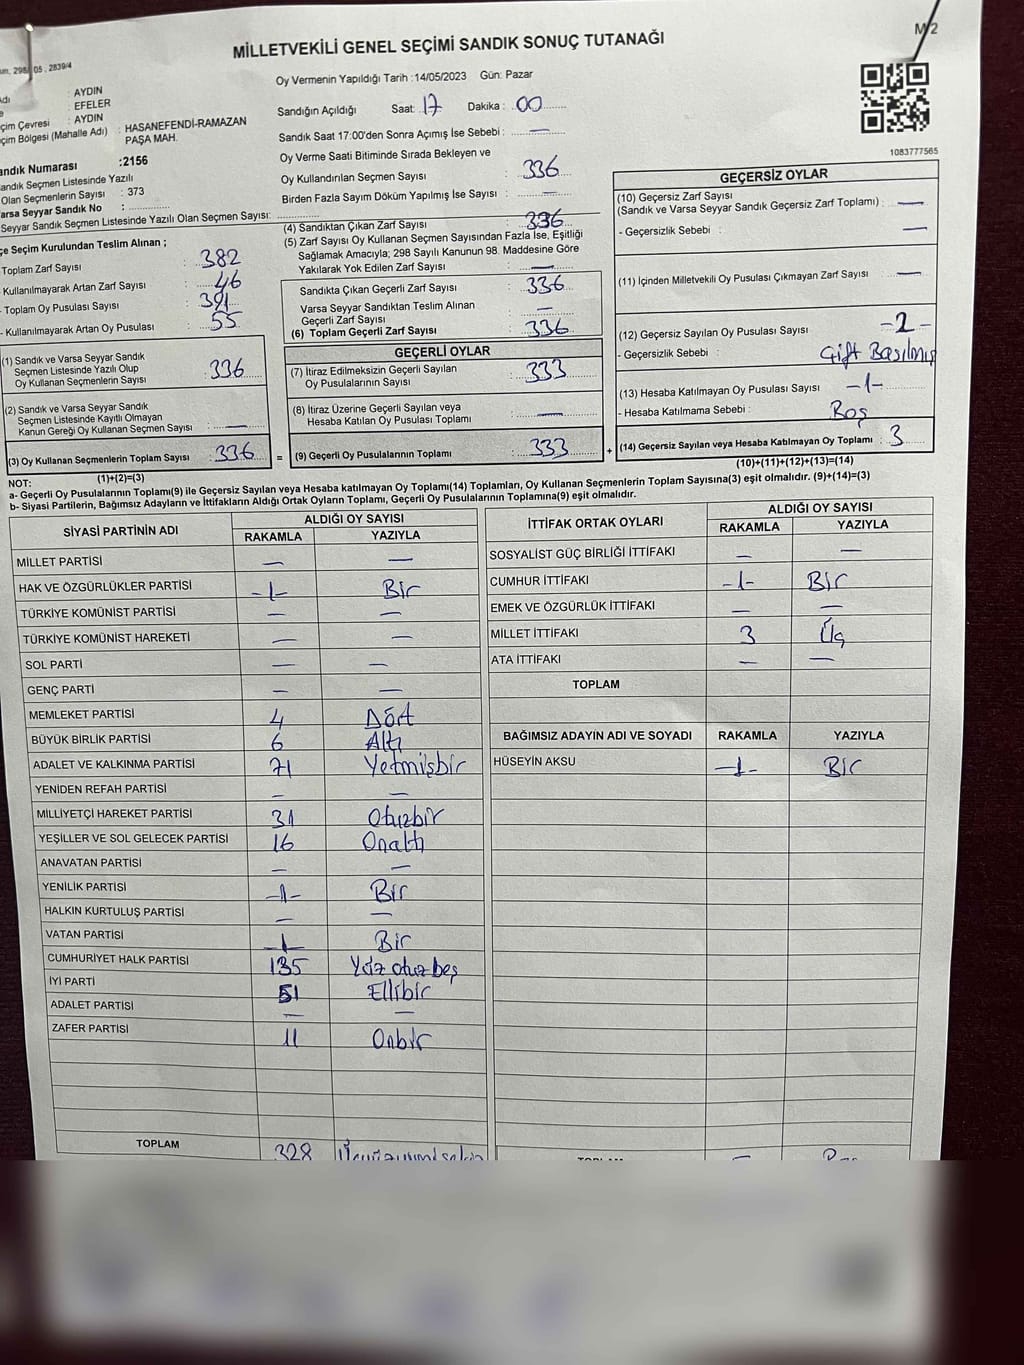 M/2
MİLLETVEKİLİ GENEL SEÇİMİ SANDIK SONUÇ TUTANAĞI
Oy Vermenin Yapıldığı Tarih :14/05/2023 Gün: Pazar
: AYDIN
: EFELER
çim Çevresi : AYDIN
çim Bölgesi (Mahalle Adı) : HASANEFENDİ-RAMAZAN
PAŞA MAH.
andık Numarası :2156
andık Seçmen Listesinde Yazılı
Olan Seçmenlerin Sayısı : 373
arsa Seyyar Sandık No :
Seyyar Sandık Seçmen Listesinde Yazılı Olan Seçmen Sayısı:
çe Seçim Kurulundan Teslim Alınan ;
Toplam Zarf Sayısı : 382
Kullanılmayarak Artan Zarf Sayısı : 46
- Toplam Oy Pusulası Sayısı : 391
- Kullanılmayarak Artan Oy Pusulası : 55
(1) Sandık ve Varsa Seyyar Sandık
Seçmen Listesinde Yazılı Olup
Oy Kullanan Seçmenlerin Sayısı : 336
(2) Sandık ve Varsa Seyyar Sandık
Seçmen Listesinde Kayıtlı Olmayan
Kanun Gereği Oy Kullanan Seçmen Sayısı : —
(3) Oy Kullanan Seçmenlerin Toplam Sayısı : 336
(1)+(2)=(3)
Sandığın Açıldığı Saat: 17 Dakika : 00
Sandık Saat 17:00'den Sonra Açımış İse Sebebi : —
Oy Verme Saati Bitiminde Sırada Bekleyen ve
Oy Kullandırılan Seçmen Sayısı : 336
Birden Fazla Sayım Döküm Yapılmış İse Sayısı : —
(4) Sandıktan Çıkan Zarf Sayısı : 336
(5) Zarf Sayısı Oy Kullanan Seçmen Sayısından Fazla İse, Eşitliği
Sağlamak Amacıyla; 298 Sayılı Kanunun 98. Maddesine Göre
Yakılarak Yok Edilen Zarf Sayısı : —
Sandıkta Çıkan Geçerli Zarf Sayısı : 336
Varsa Seyyar Sandıktan Teslim Alınan
Geçerli Zarf Sayısı : —
(6) Toplam Geçerli Zarf Sayısı : 336
GEÇERLİ OYLAR
(7) İtiraz Edilmeksizin Geçerli Sayılan
Oy Pusulalarının Sayısı : 333
(8) İtiraz Üzerine Geçerli Sayılan veya
Hesaba Katılan Oy Pusulası Toplamı : —
= (9) Geçerli Oy Pusulalarının Toplamı : 333
1083777565
GEÇERSİZ OYLAR
(10) Geçersiz Zarf Sayısı
(Sandık ve Varsa Seyyar Sandık Geçersiz Zarf Toplamı) : —
- Geçersizlik Sebebi : —
(11) İçinden Milletvekili Oy Pusulası Çıkmayan Zarf Sayısı : —
(12) Geçersiz Sayılan Oy Pusulası Sayısı : -2-
- Geçersizlik Sebebi : Çift Basılmış
(13) Hesaba Katılmayan Oy Pusulası Sayısı : -1-
- Hesaba Katılmama Sebebi : Boş
+ (14) Geçersiz Sayılan veya Hesaba Katılmayan Oy Toplamı : 3
(10)+(11)+(12)+(13)=(14)
NOT:
a- Geçerli Oy Pusulalarının Toplamı(9) ile Geçersiz Sayılan veya Hesaba katılmayan Oy Toplamı(14) Toplamları, Oy Kullanan Seçmenlerin Toplam Sayısına(3) eşit olmalıdır. (9)+(14)=(3)
b- Siyasi Partilerin, Bağımsız Adayların ve İttifakların Aldığı Ortak Oyların Toplamı, Geçerli Oy Pusulalarının Toplamına(9) eşit olmalıdır.
SİYASİ PARTİNİN ADI ALDIĞI OY SAYISI
RAKAMLA YAZIYLA
MİLLET PARTİSİ — —
HAK VE ÖZGÜRLÜKLER PARTİSİ -1- Bir
TÜRKİYE KOMÜNİST PARTİSİ — —
TÜRKİYE KOMÜNİST HAREKETİ — —
SOL PARTİ — —
GENÇ PARTİ — —
MEMLEKET PARTİSİ 4 Dört
BÜYÜK BİRLİK PARTİSİ 6 Altı
ADALET VE KALKINMA PARTİSİ 71 Yetmişbir
YENİDEN REFAH PARTİSİ — —
MİLLİYETÇİ HAREKET PARTİSİ 31 Otuzbir
YEŞİLLER VE SOL GELECEK PARTİSİ 16 Onaltı
ANAVATAN PARTİSİ — —
YENİLİK PARTİSİ -1- Bir
HALKIN KURTULUŞ PARTİSİ — —
VATAN PARTİSİ -1 Bir
CUMHURİYET HALK PARTİSİ 135 Yüz otuz beş
İYİ PARTİ 51 Ellibir
ADALET PARTİSİ — —
ZAFER PARTİSİ 11 Onbir
TOPLAM 328
İTTİFAK ORTAK OYLARI ALDIĞI OY SAYISI
RAKAMLA YAZIYLA
SOSYALİST GÜÇ BİRLİĞİ İTTİFAKI — —
CUMHUR İTTİFAKI -1- Bir
EMEK VE ÖZGÜRLÜK İTTİFAKI — —
MİLLET İTTİFAKI 3 Üç
ATA İTTİFAKI — —
TOPLAM
BAĞIMSIZ ADAYIN ADI VE SOYADI RAKAMLA YAZIYLA
HÜSEYİN AKSU -1- Bir